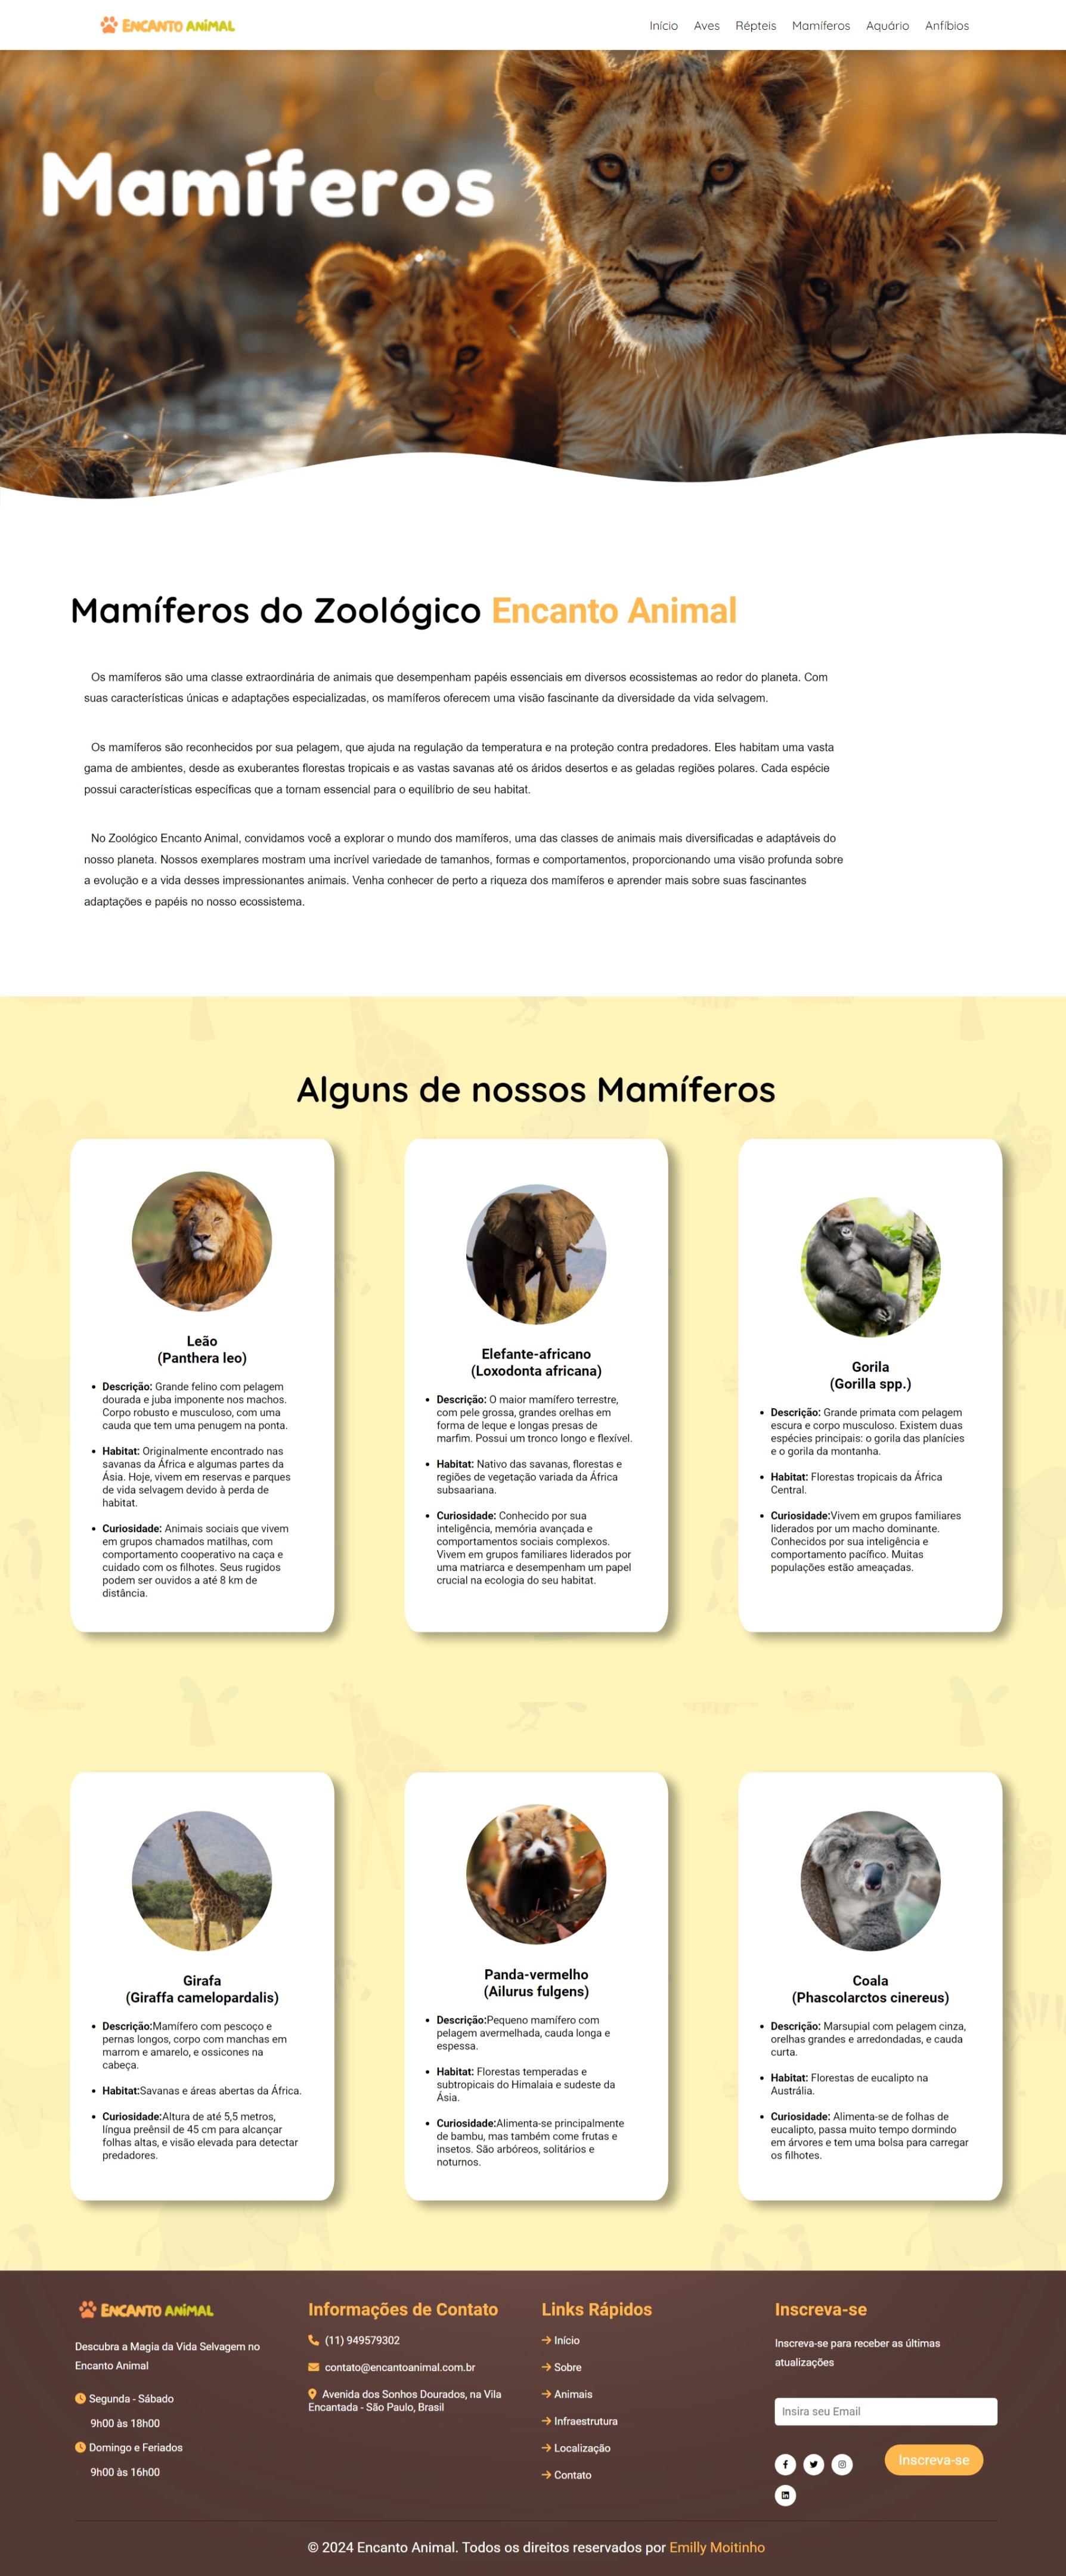 ENCANTO ANIMAL
Início Aves Répteis Mamíferos Aquário Anfíbios
Mamíferos
Mamíferos do Zoológico Encanto Animal
Os mamíferos são uma classe extraordinária de animais que desempenham papéis essenciais em diversos ecossistemas ao redor do planeta. Com
suas características únicas e adaptações especializadas, os mamíferos oferecem uma visão fascinante da diversidade da vida selvagem.
Os mamíferos são reconhecidos por sua pelagem, que ajuda na regulação da temperatura e na proteção contra predadores. Eles habitam uma vasta
gama de ambientes, desde as exuberantes florestas tropicais e as vastas savanas até os áridos desertos e as geladas regiões polares. Cada espécie
possui características específicas que a tornam essencial para o equilíbrio de seu habitat.
No Zoológico Encanto Animal, convidamos você a explorar o mundo dos mamíferos, uma das classes de animais mais diversificadas e adaptáveis do
nosso planeta. Nossos exemplares mostram uma incrível variedade de tamanhos, formas e comportamentos, proporcionando uma visão profunda sobre
a evolução e a vida desses impressionantes animais. Venha conhecer de perto a riqueza dos mamíferos e aprender mais sobre suas fascinantes
adaptações e papéis no nosso ecossistema.
Alguns de nossos Mamíferos
Leão
(Panthera leo)
• Descrição: Grande felino com pelagem
dourada e juba imponente nos machos.
Corpo robusto e musculoso, com uma
cauda que tem uma penugem na ponta.
• Habitat: Originalmente encontrado nas
savanas da África e algumas partes da
Ásia. Hoje, vivem em reservas e parques
de vida selvagem devido à perda de
habitat.
• Curiosidade: Animais sociais que vivem
em grupos chamados matilhas, com
comportamento cooperativo na caça e
cuidado com os filhotes. Seus rugidos
podem ser ouvidos a até 8 km de
distância.
Elefante-africano
(Loxodonta africana)
• Descrição: O maior mamífero terrestre,
com pele grossa, grandes orelhas em
forma de leque e longas presas de
marfim. Possui um tronco longo e flexível.
• Habitat: Nativo das savanas, florestas e
regiões de vegetação variada da África
subsaariana.
• Curiosidade: Conhecido por sua
inteligência, memória avançada e
comportamentos sociais complexos.
Vivem em grupos familiares liderados por
uma matriarca e desempenham um papel
crucial na ecologia do seu habitat.
Gorila
(Gorilla spp.)
• Descrição: Grande primata com pelagem
escura e corpo musculoso. Existem duas
espécies principais: o gorila das planícies
e o gorila da montanha.
• Habitat: Florestas tropicais da África
Central.
• Curiosidade:Vivem em grupos familiares
liderados por um macho dominante.
Conhecidos por sua inteligência e
comportamento pacífico. Muitas
populações estão ameaçadas.
Girafa
(Giraffa camelopardalis)
• Descrição:Mamífero com pescoço e
pernas longos, corpo com manchas em
marrom e amarelo, e ossicones na
cabeça.
• Habitat:Savanas e áreas abertas da África.
• Curiosidade:Altura de até 5,5 metros,
língua preênsil de 45 cm para alcançar
folhas altas, e visão elevada para detectar
predadores.
Panda-vermelho
(Ailurus fulgens)
• Descrição:Pequeno mamífero com
pelagem avermelhada, cauda longa e
espessa.
• Habitat: Florestas temperadas e
subtropicais do Himalaia e sudeste da
Ásia.
• Curiosidade:Alimenta-se principalmente
de bambu, mas também come frutas e
insetos. São arbóreos, solitários e
noturnos.
Coala
(Phascolarctos cinereus)
• Descrição: Marsupial com pelagem cinza,
orelhas grandes e arredondadas, e cauda
curta.
• Habitat: Florestas de eucalipto na
Austrália.
• Curiosidade: Alimenta-se de folhas de
eucalipto, passa muito tempo dormindo
em árvores e tem uma bolsa para carregar
os filhotes.
ENCANTO ANIMAL
Descubra a Magia da Vida Selvagem no
Encanto Animal
Segunda - Sábado
9h00 às 18h00
Domingo e Feriados
9h00 às 16h00
Informações de Contato
(11) 949579302
contato@encantoanimal.com.br
Avenida dos Sonhos Dourados, na Vila
Encantada - São Paulo, Brasil
Links Rápidos
Início
Sobre
Animais
Infraestrutura
Localização
Contato
Inscreva-se
Inscreva-se para receber as últimas
atualizações
Insira seu Email
Inscreva-se
© 2024 Encanto Animal. Todos os direitos reservados por Emilly Moitinho